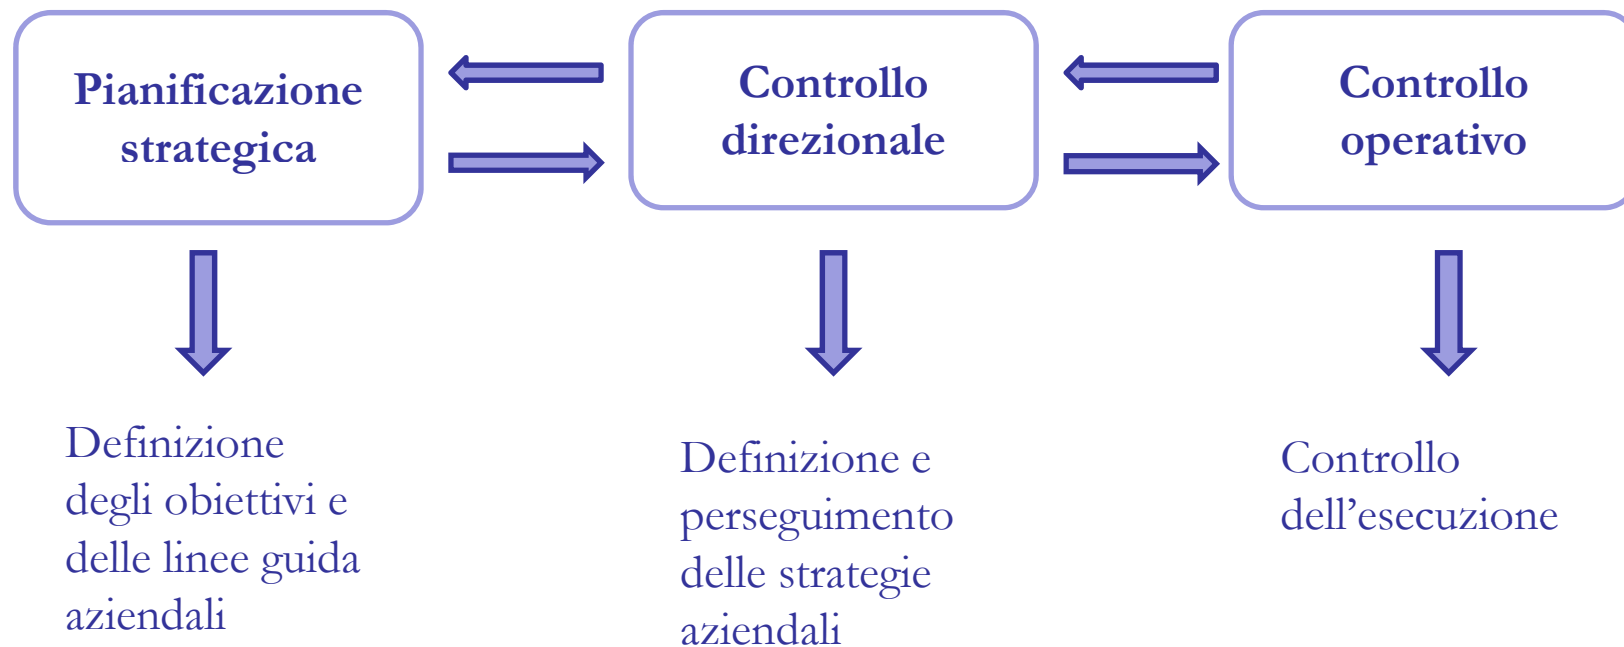 Pianificazione
strategica
Controllo
direzionale
Controllo
operativo
Definizione
degli obiettivi e
delle linee guida
aziendali
Definizione e
perseguimento
delle strategie
aziendali
Controllo
dell’esecuzione